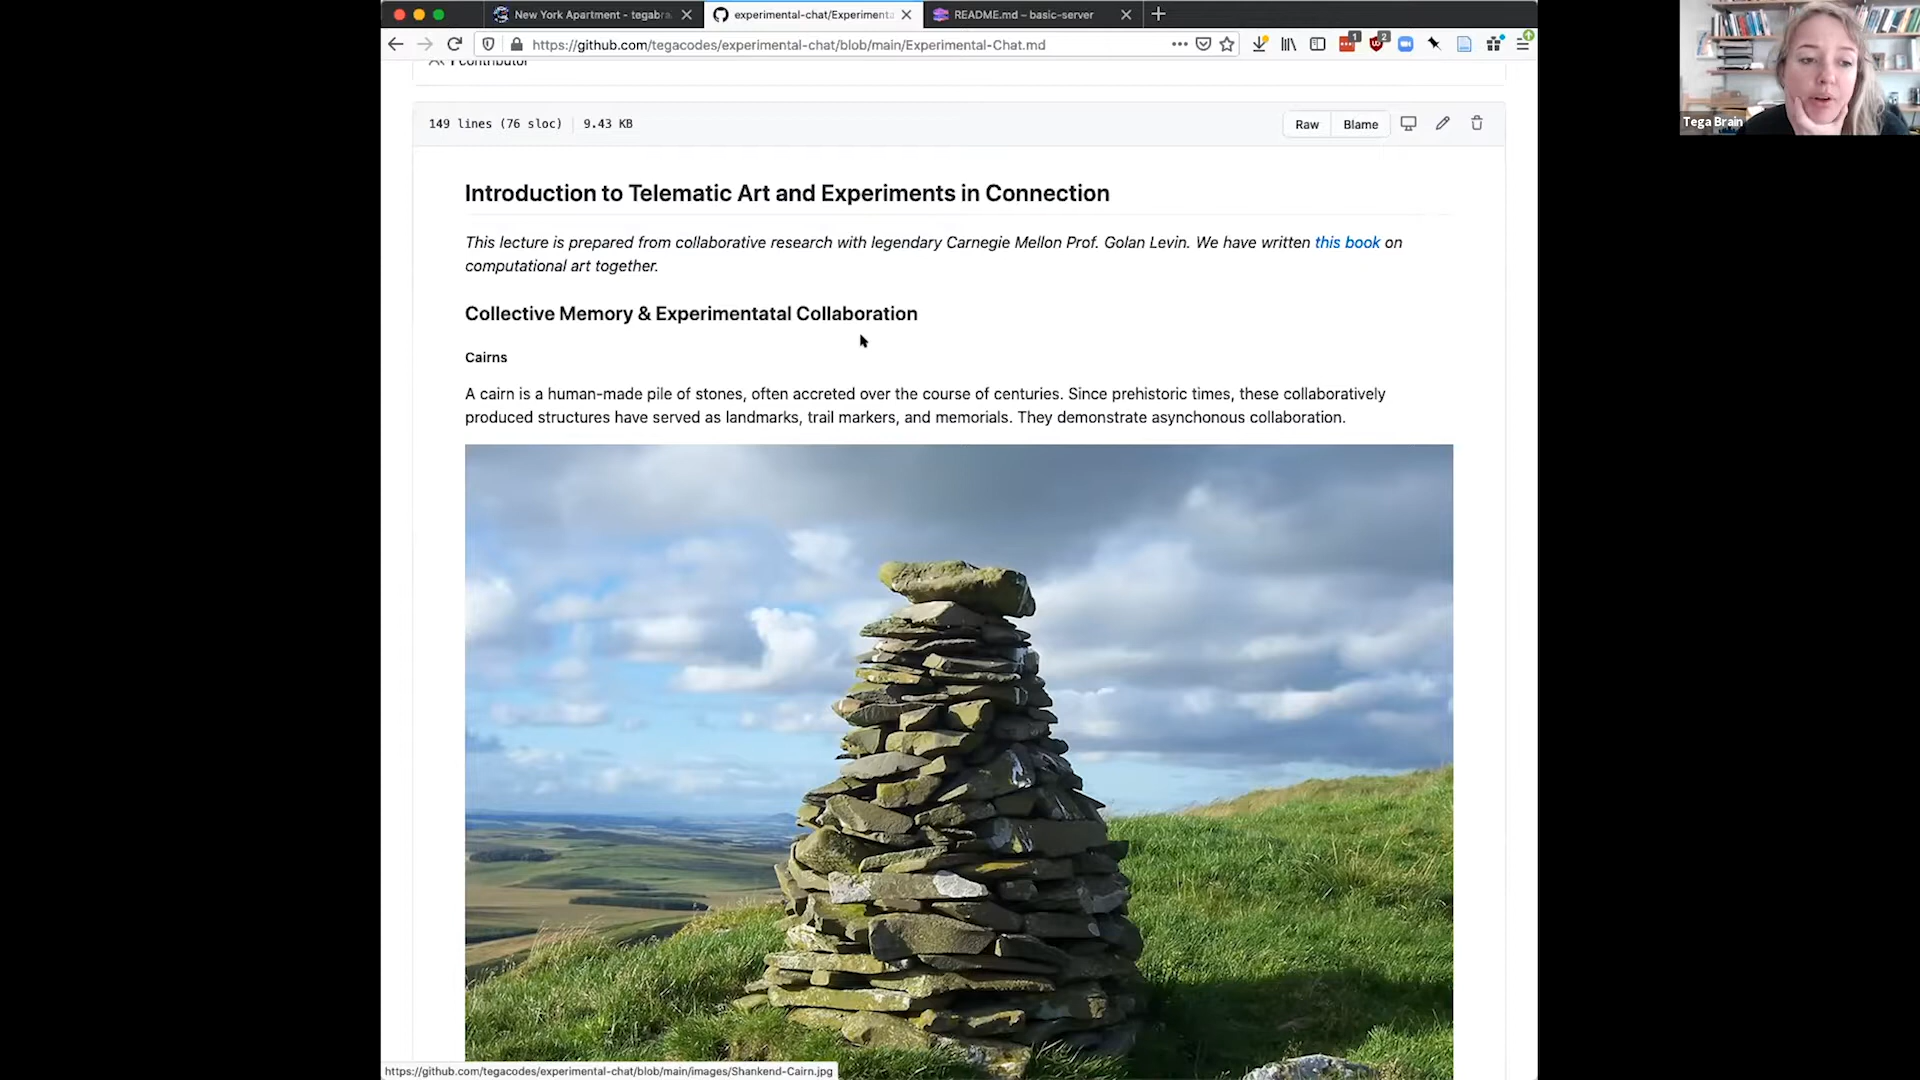 New York Apartment - tegabra
experimental-chat/Experimenta
README.md – basic-server
https://github.com/tegacodes/experimental-chat/blob/main/Experimental-Chat.md
1
2
1 contributor
Tega Brain
149 lines (76 sloc) 9.43 KB
Raw Blame
Introduction to Telematic Art and Experiments in Connection
This lecture is prepared from collaborative research with legendary Carnegie Mellon Prof. Golan Levin. We have written this book on
computational art together.
Collective Memory & Experimentatal Collaboration
Cairns
A cairn is a human-made pile of stones, often accreted over the course of centuries. Since prehistoric times, these collaboratively
produced structures have served as landmarks, trail markers, and memorials. They demonstrate asynchonous collaboration.
https://github.com/tegacodes/experimental-chat/blob/main/images/Shankend-Cairn.jpg